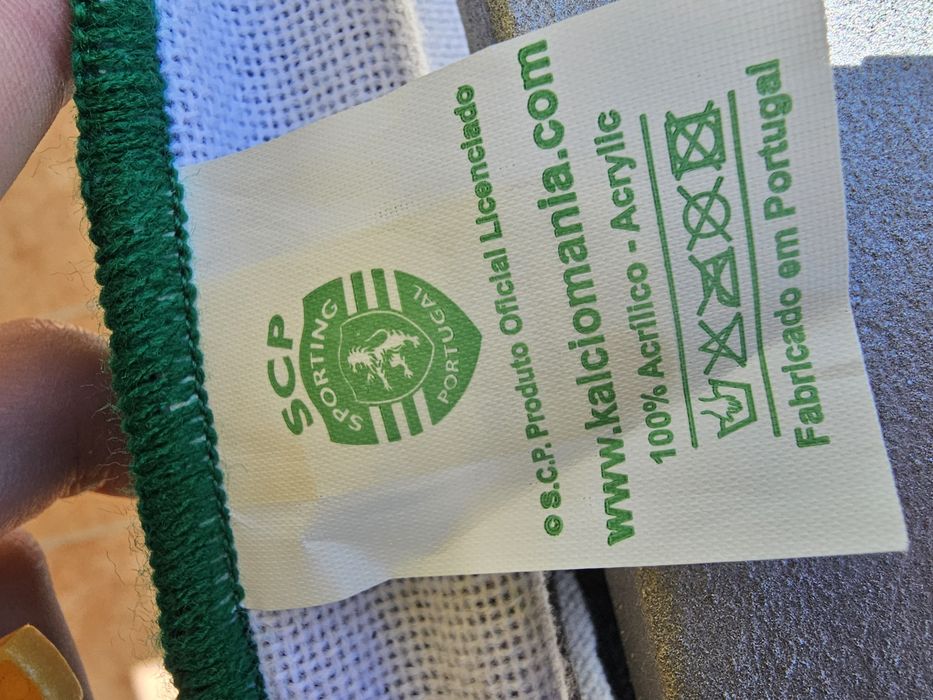 SCP
SPORTING
PORTUGAL
© S.C.P. Produto Oficial Licenciado
www.kalciomania.com
100% Acrílico - Acrylic
Fabricado em Portugal